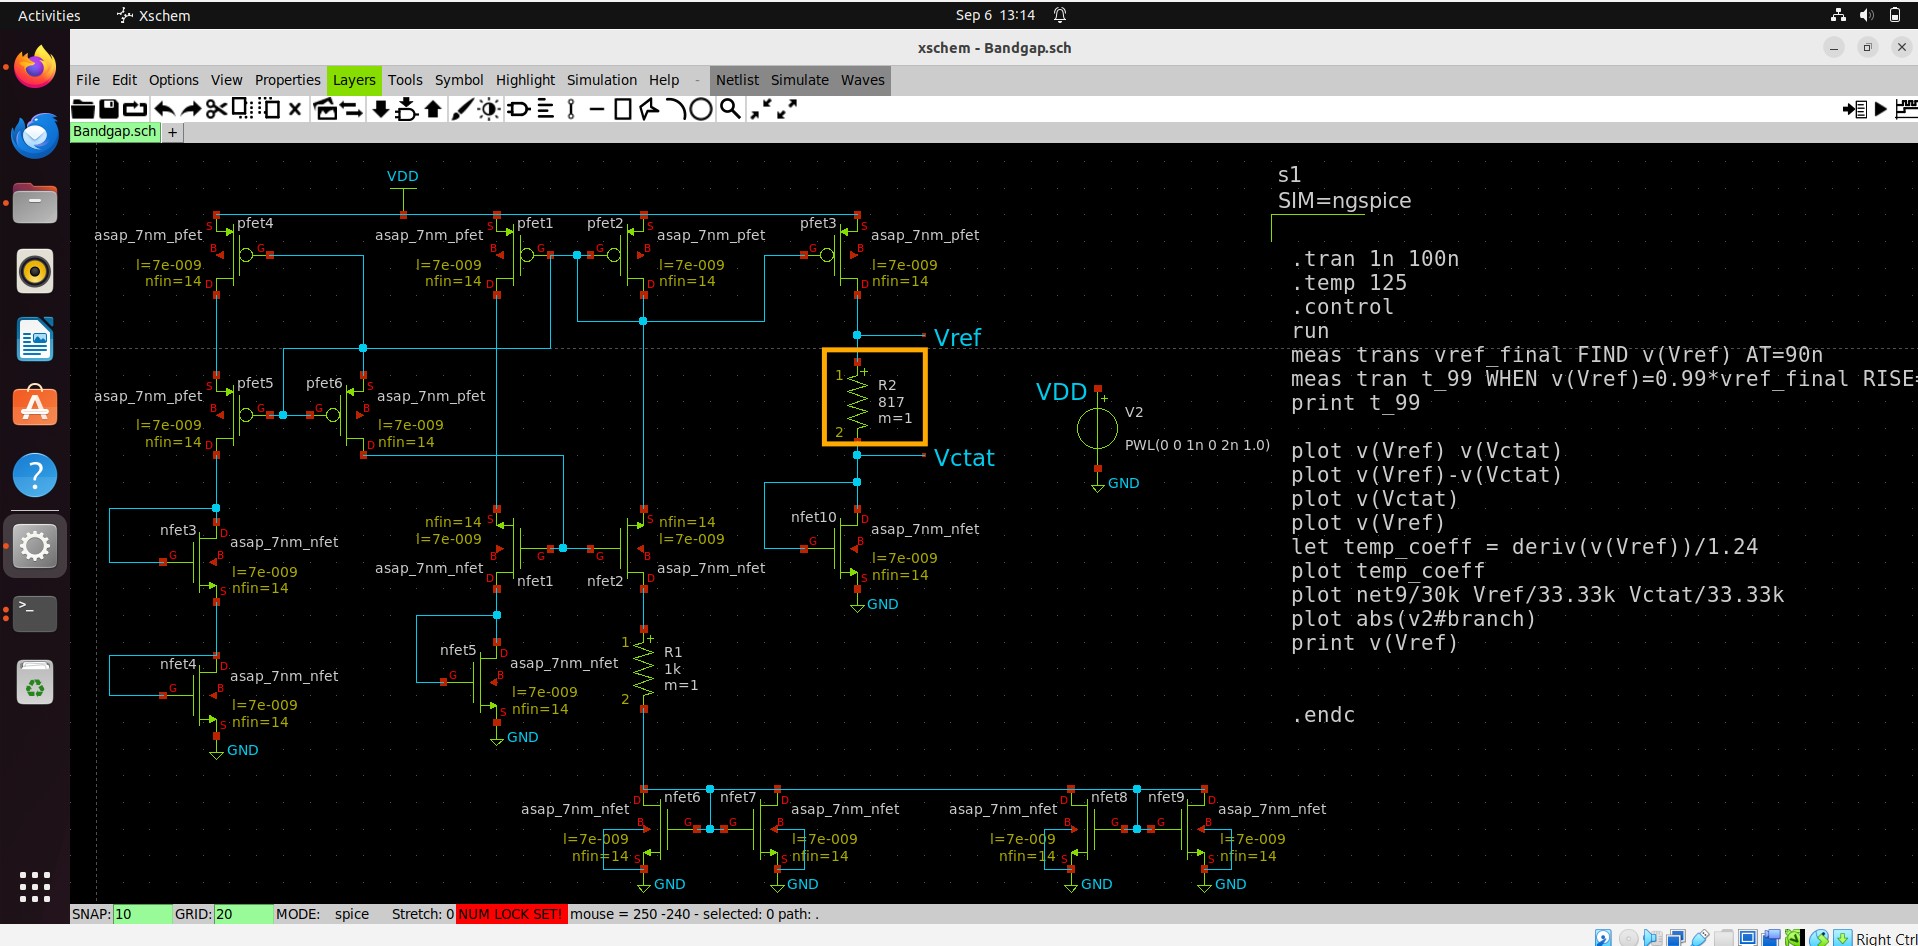 Activities
Xschem
Sep 6 13:14
xschem - Bandgap.sch
File Edit Options View Properties Layers Tools Symbol Highlight Simulation Help - Netlist Simulate Waves
Bandgap.sch +
VDD
pfet4
asap_7nm_pfet
l=7e-009
nfin=14
S
B
G
D
pfet1
asap_7nm_pfet
l=7e-009
nfin=14
S
B
G
D
pfet2
asap_7nm_pfet
l=7e-009
nfin=14
S
G
B
D
pfet3
asap_7nm_pfet
l=7e-009
nfin=14
S
G
B
D
Vref
1
+
R2
817
m=1
2
Vctat
pfet5
asap_7nm_pfet
l=7e-009
nfin=14
S
B
G
D
pfet6
asap_7nm_pfet
l=7e-009
nfin=14
S
G
B
D
nfet3
asap_7nm_nfet
l=7e-009
nfin=14
D
G
B
S
nfet4
asap_7nm_nfet
l=7e-009
nfin=14
D
G
B
S
GND
nfin=14
l=7e-009
asap_7nm_nfet
nfet1
S
B
G
D
nfin=14
l=7e-009
asap_7nm_nfet
nfet2
S
G
B
D
nfet5
asap_7nm_nfet
l=7e-009
nfin=14
D
G
B
S
GND
1
+
R1
1k
m=1
2
nfet10
asap_7nm_nfet
l=7e-009
nfin=14
D
G
B
S
GND
VDD
+
V2
PWL(0 0 1n 0 2n 1.0)
GND
nfet6
asap_7nm_nfet
l=7e-009
nfin=14
D
B
G
S
GND
nfet7
asap_7nm_nfet
l=7e-009
nfin=14
D
G
B
S
GND
nfet8
asap_7nm_nfet
l=7e-009
nfin=14
D
B
G
S
GND
nfet9
asap_7nm_nfet
l=7e-009
nfin=14
D
G
B
S
GND
s1
SIM=ngspice
.tran 1n 100n
.temp 125
.control
run
meas trans vref_final FIND v(Vref) AT=90n
meas tran t_99 WHEN v(Vref)=0.99*vref_final RISE=
print t_99
plot v(Vref) v(Vctat)
plot v(Vref)-v(Vctat)
plot v(Vctat)
plot v(Vref)
let temp_coeff = deriv(v(Vref))/1.24
plot temp_coeff
plot net9/30k Vref/33.33k Vctat/33.33k
plot abs(v2#branch)
print v(Vref)
.endc
SNAP: 10 GRID: 20 MODE: spice Stretch: 0 NUM LOCK SET! mouse = 250 -240 - selected: 0 path: .
Right Ctrl